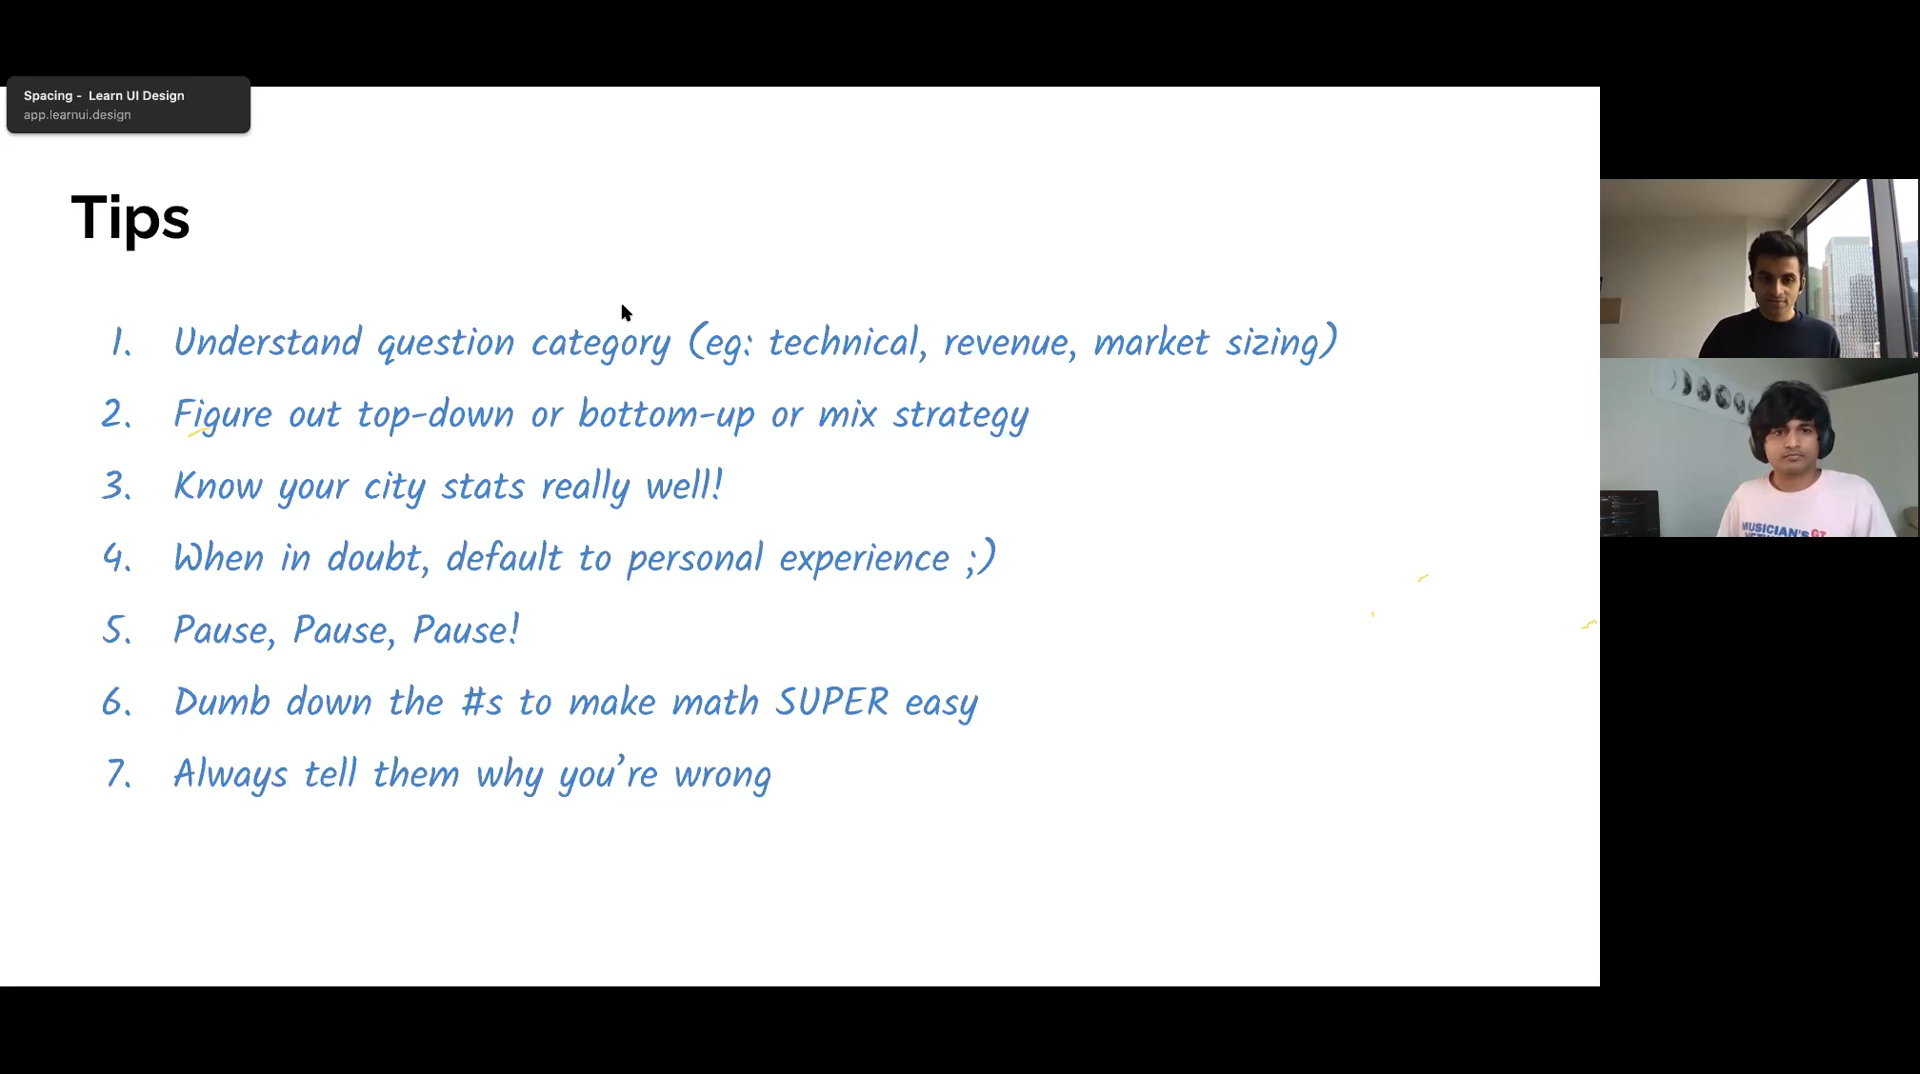 Spacing - Learn UI Design
app.learnui.design
Tips
1. Understand question category (eg: technical, revenue, market sizing)
2. Figure out top-down or bottom-up or mix strategy
3. Know your city stats really well!
4. When in doubt, default to personal experience ;)
5. Pause, Pause, Pause!
6. Dumb down the #s to make math SUPER easy
7. Always tell them why you're wrong
MUSICIAN'S